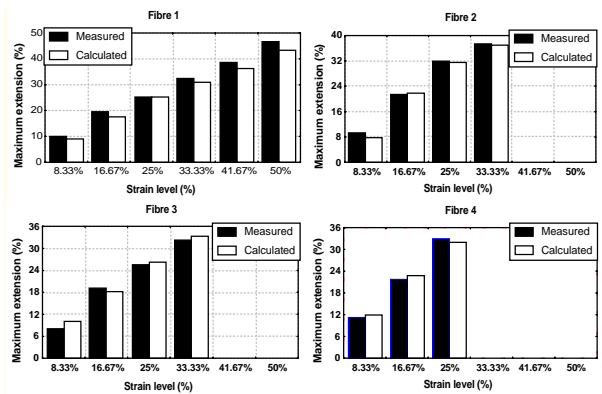 Fibre 1
Maximum extension (%)
50
40
30
20
10
0
Measured
Calculated
8.33% 16.67% 25% 33.33% 41.67% 50%
Strain level (%)
Fibre 2
Maximum extension (%)
40
32
24
16
8
0
Measured
Calculated
8.33% 16.67% 25% 33.33% 41.67% 50%
Strain level (%)
Fibre 3
Maximum extension (%)
36
30
24
18
12
6
0
Measured
Calculated
8.33% 16.67% 25% 33.33% 41.67% 50%
Strain level (%)
Fibre 4
Maximum extension (%)
36
30
24
18
12
6
0
Measured
Calculated
8.33% 16.67% 25% 33.33% 41.67% 50%
Strain level (%)